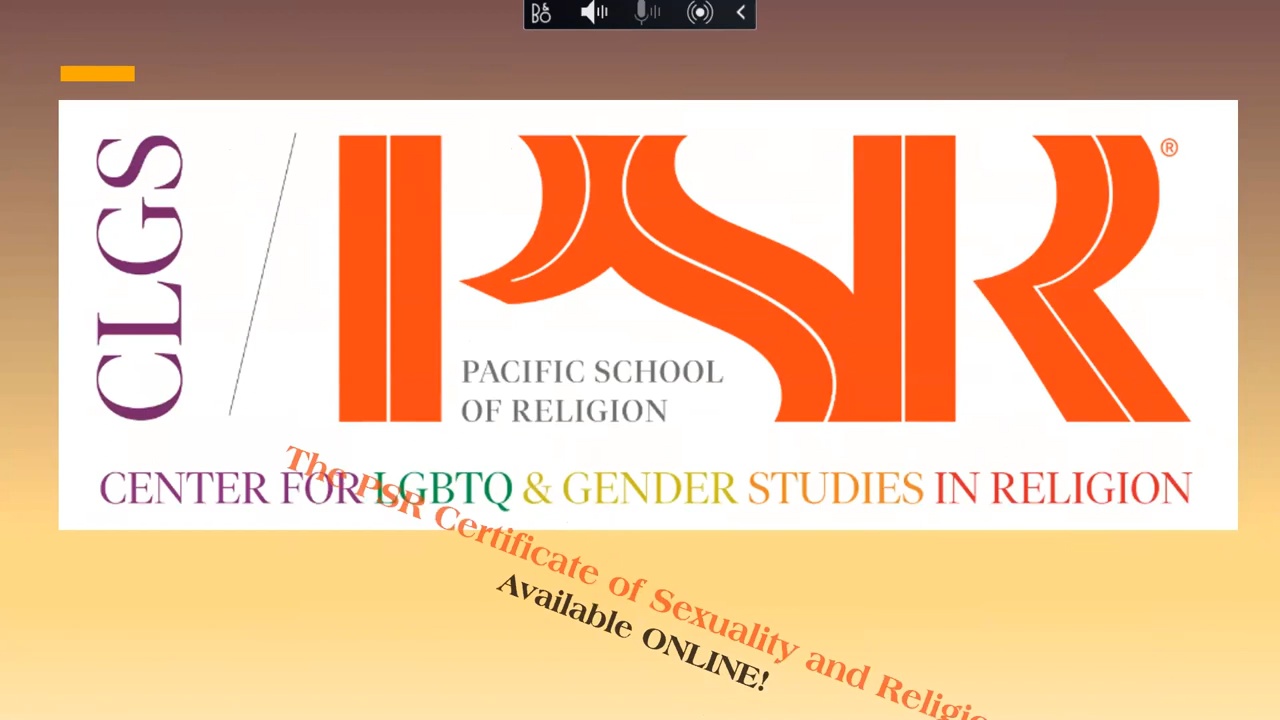 B&O
CLGS
PSR®
PACIFIC SCHOOL
OF RELIGION
CENTER FOR LGBTQ & GENDER STUDIES IN RELIGION
The PSR Certificate of Sexuality and Religio
Available ONLINE!